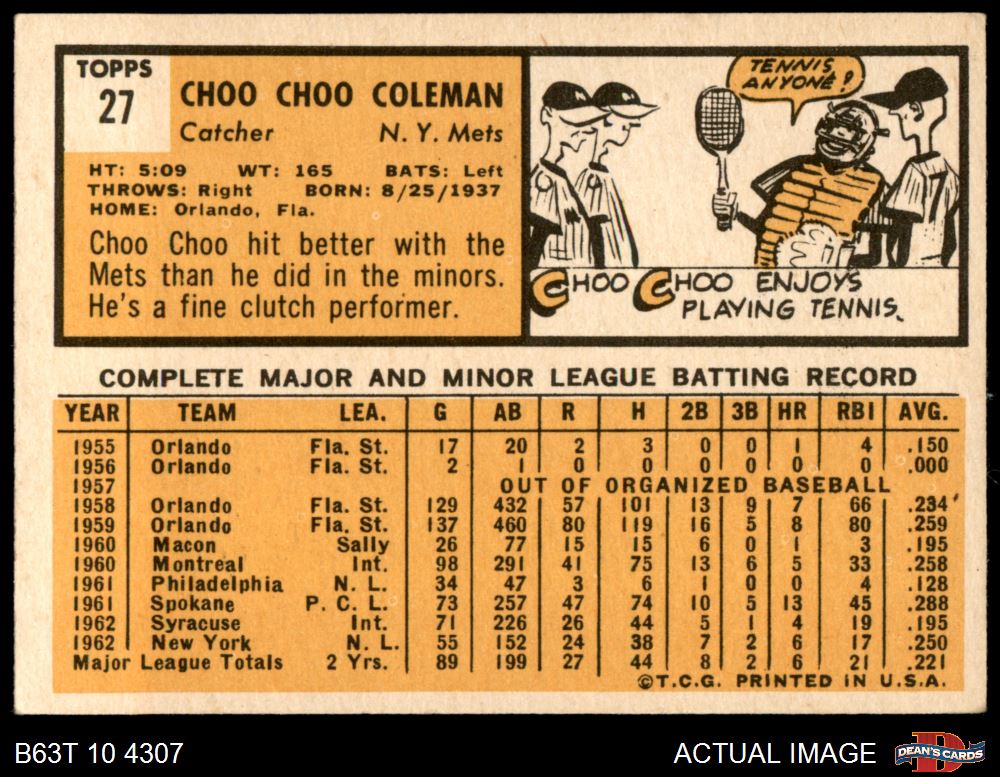 TOPPS
27
CHOO CHOO COLEMAN
Catcher N. Y. Mets
HT: 5:09 WT: 165 BATS: Left
THROWS: Right BORN: 8/25/1937
HOME: Orlando, Fla.
Choo Choo hit better with the
Mets than he did in the minors.
He's a fine clutch performer.
TENNIS
ANYONE?
7
CHOO CHOO ENJOYS
PLAYING TENNIS.
COMPLETE MAJOR AND MINOR LEAGUE BATTING RECORD
YEAR TEAM LEA. G AB R H 2B 3B HR RBI AVG.
1955 Orlando Fla. St. 17 20 2 3 0 0 1 4 .150
1956 Orlando Fla. St. 2 1 0 0 0 0 0 0 .000
1957 OUT OF ORGANIZED BASEBALL
1958 Orlando Fla. St. 129 432 57 101 13 9 7 66 .234
1959 Orlando Fla. St. 137 460 80 119 16 5 8 80 .259
1960 Macon Sally 26 77 15 15 6 0 1 3 .195
1960 Montreal Int. 98 291 41 75 13 6 5 33 .258
1961 Philadelphia N. L. 34 47 3 6 1 0 0 4 .128
1961 Spokane P. C. L. 73 257 47 74 10 5 13 45 .288
1962 Syracuse Int. 71 226 26 44 5 1 4 19 .195
1962 New York N. L. 55 152 24 38 7 2 6 17 .250
Major League Totals 2 Yrs. 89 199 27 44 8 2 6 21 .221
©T.C.G. PRINTED IN U.S.A.
B63T 10 4307 ACTUAL IMAGE
DEAN'S CARDS